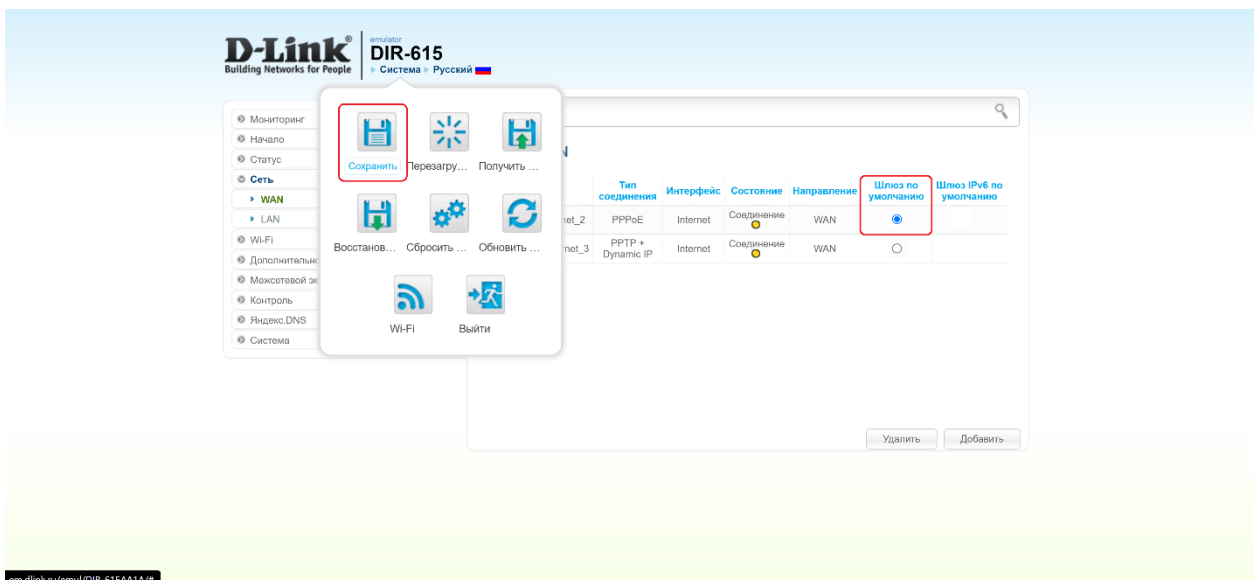 emulator
D-Link®
DIR-615
Building Networks for People
Система
Русский
Мониторинг
Начало
Статус
Сеть
WAN
LAN
Wi-Fi
Дополнительно
Межсетевой эк
Контроль
Яндекс.DNS
Система
Сохранить
Перезагру...
Получить ...
Восстанов...
Сбросить ...
Обновить ...
Wi-Fi
Выйти
Тип соединения
Интерфейс
Состояние
Направление
Шлюз по умолчанию
Шлюз IPv6 по умолчанию
net_2
PPPoE
Internet
Соединение
WAN
net_3
PPTP +
Dynamic IP
Internet
Соединение
WAN
Удалить
Добавить